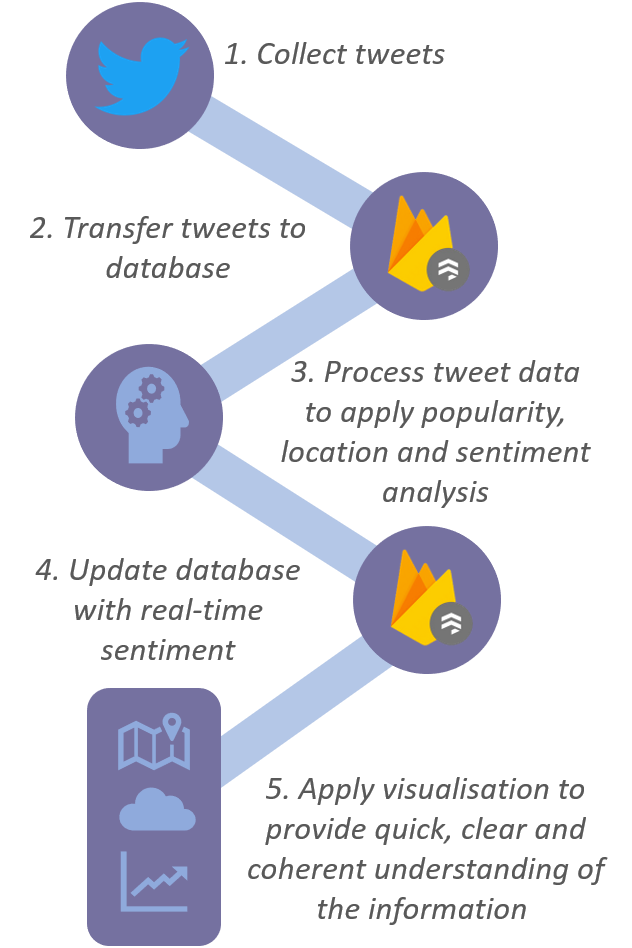 1. Collect tweets
2. Transfer tweets to
database
3. Process tweet data
to apply popularity,
location and sentiment
analysis
4. Update database
with real-time
sentiment
5. Apply visualisation to
provide quick, clear and
coherent understanding of
the information